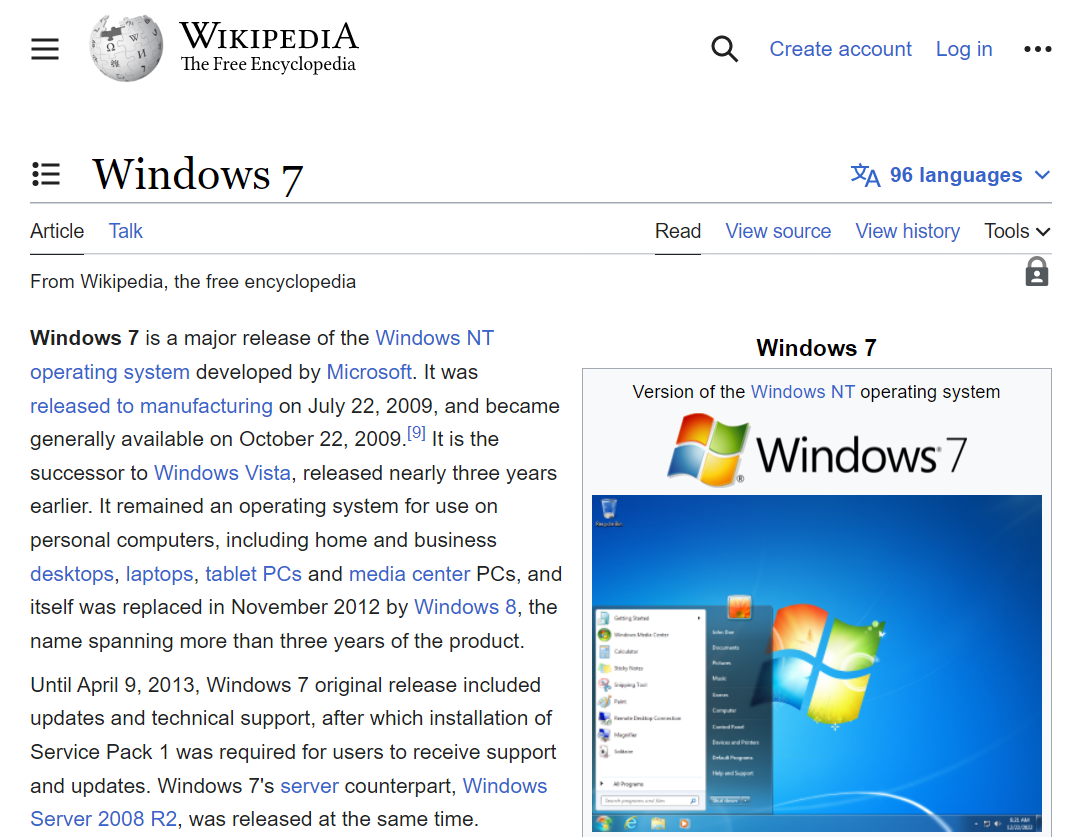 WIKIPEDIA
The Free Encyclopedia
Create account
Log in
Windows 7
96 languages
Article
Talk
Read
View source
View history
Tools
From Wikipedia, the free encyclopedia
Windows 7 is a major release of the Windows NT
operating system developed by Microsoft. It was
released to manufacturing on July 22, 2009, and became
generally available on October 22, 2009.[9] It is the
successor to Windows Vista, released nearly three years
earlier. It remained an operating system for use on
personal computers, including home and business
desktops, laptops, tablet PCs and media center PCs, and
itself was replaced in November 2012 by Windows 8, the
name spanning more than three years of the product.
Until April 9, 2013, Windows 7 original release included
updates and technical support, after which installation of
Service Pack 1 was required for users to receive support
and updates. Windows 7's server counterpart, Windows
Server 2008 R2, was released at the same time.
Windows 7
Version of the Windows NT operating system
Windows® 7
Recycle Bin
Getting Started
Windows Media Center
Calculator
Sticky Notes
Snipping Tool
Paint
Remote Desktop Connection
Magnifier
Solitaire
All Programs
Search programs and files
John Doe
Documents
Pictures
Music
Games
Computer
Control Panel
Devices and Printers
Default Programs
Help and Support
Shut down
8:21 AM
12/22/2022